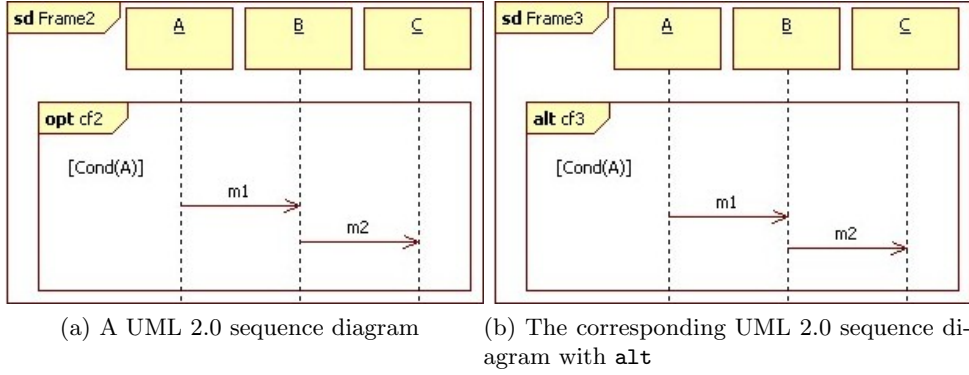 sd Frame2
A
B
C
opt cf2
[Cond(A)]
m1
m2
sd Frame3
A
B
C
alt cf3
[Cond(A)]
m1
m2
(a) A UML 2.0 sequence diagram
(b) The corresponding UML 2.0 sequence di-
agram with alt